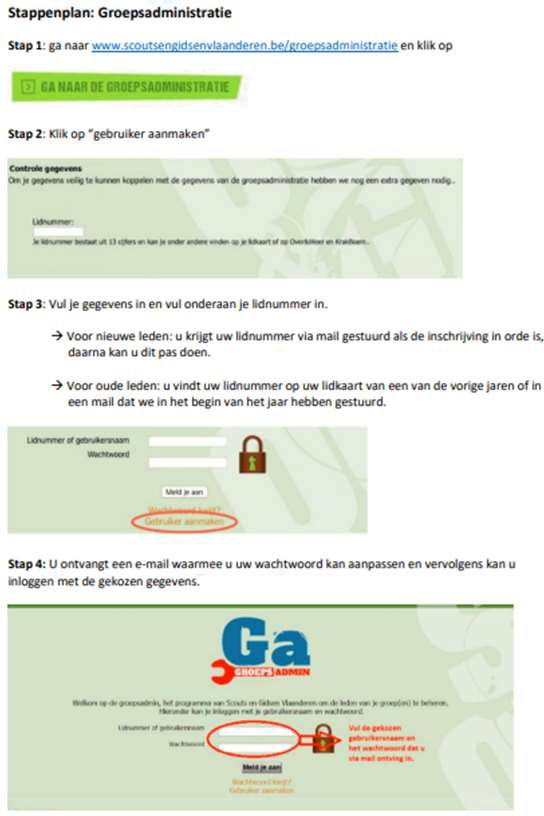 Stappenplan: Groepsadministratie
Stap 1: ga naar www.scoutsengidsenvlaanderen.be/groepsadministratie en klik op
GA NAAR DE GROEPSADMINISTRATIE
Stap 2: Klik op “gebruiker aanmaken”
Controle gegevens
Om je gegevens veilig te kunnen koppelen met de gegevens van de groepsadministratie hebben we nog een extra gegeven nodig..
Lidnummer:
Je lidnummer bestaat uit 13 cijfers en kan je onder andere vinden op je lidkaart of op
Stap 3: Vul je gegevens in en vul onderaan je lidnummer in.
→ Voor nieuwe leden: u krijgt uw lidnummer via mail gestuurd als de inschrijving in orde is,
daarna kan u dit pas doen.
→ Voor oude leden: u vindt uw lidnummer op uw lidkaart van een van de vorige jaren of in
een mail dat we in het begin van het jaar hebben gestuurd.
Lidnummer of gebruikersnaam
Wachtwoord
Meld je aan
Wachtwoord kwijt?
Gebruiker aanmaken
Stap 4: U ontvangt een e-mail waarmee u uw wachtwoord kan aanpassen en vervolgens kan u
inloggen met de gekozen gegevens.
Ga
GROEPSADMIN
Welkom op de groepsadmin, het programma van Scouts en Gidsen Vlaanderen om de leden van je groep(en) te beheren.
Hieronder kan je inloggen met je gebruikersnaam en wachtwoord.
Lidnummer of gebruikersnaam
Wachtwoord
Vul de gekozen
gebruikersnaam en
het wachtwoord dat u
via mail ontving in.
Meld je aan
Wachtwoord kwijt?
Gebruiker aanmaken